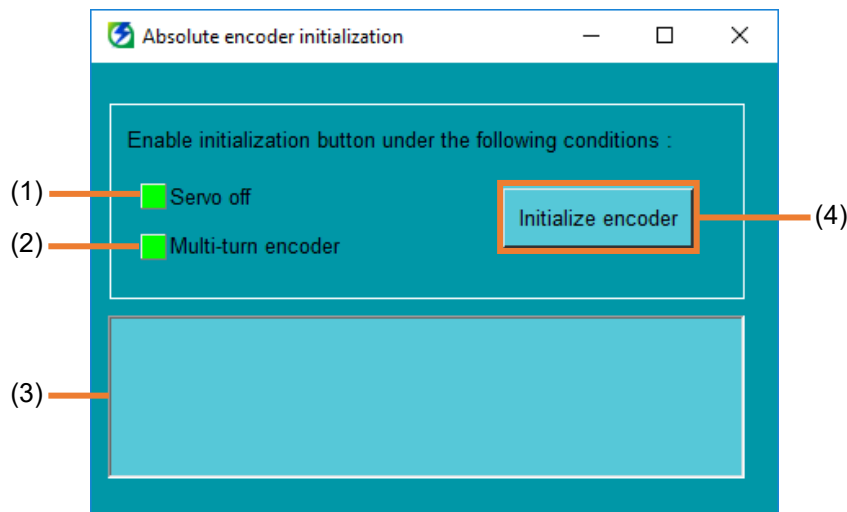 Absolute encoder initialization
Enable initialization button under the following conditions :
(1)
Servo off
Initialize encoder
(4)
(2)
Multi-turn encoder
(3)